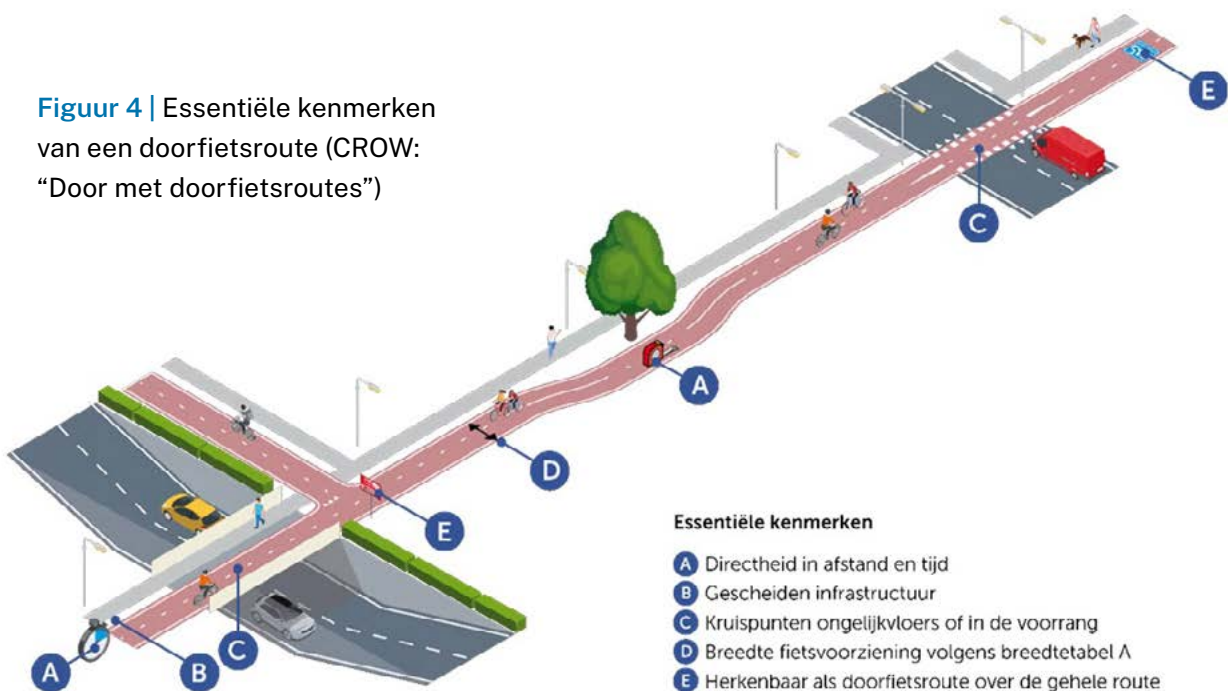 Figuur 4 | Essentiële kenmerken
van een doorfietsroute (CROW:
“Door met doorfietsroutes”)
E
C
A
D
E
A
B
C
Essentiële kenmerken
A Directheid in afstand en tijd
B Gescheiden infrastructuur
C Kruispunten ongelijkvloers of in de voorrang
D Breedte fietsvoorziening volgens breedtetabel A
E Herkenbaar als doorfietsroute over de gehele route